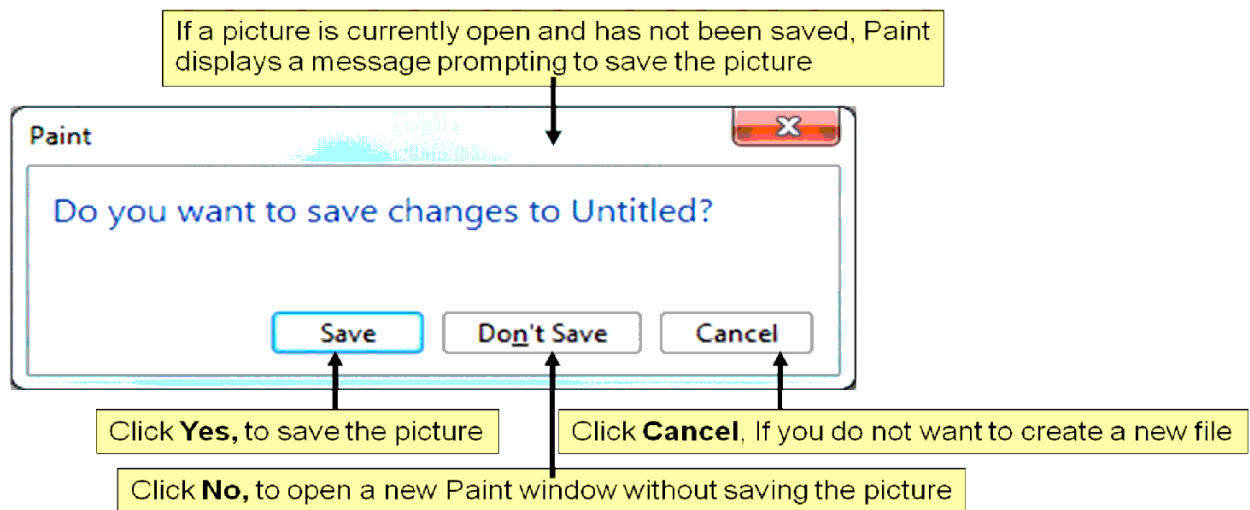 If a picture is currently open and has not been saved, Paint
displays a message prompting to save the picture
Paint
Do you want to save changes to Untitled?
Save
Don't Save
Cancel
Click Yes, to save the picture
Click Cancel, If you do not want to create a new file
Click No, to open a new Paint window without saving the picture